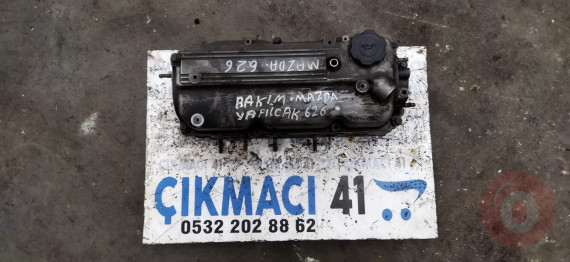 MAZDA·626
BAKIM·MAZDA
YAPILCAK 626
ÇIKMACI 41
0532 202 88 62